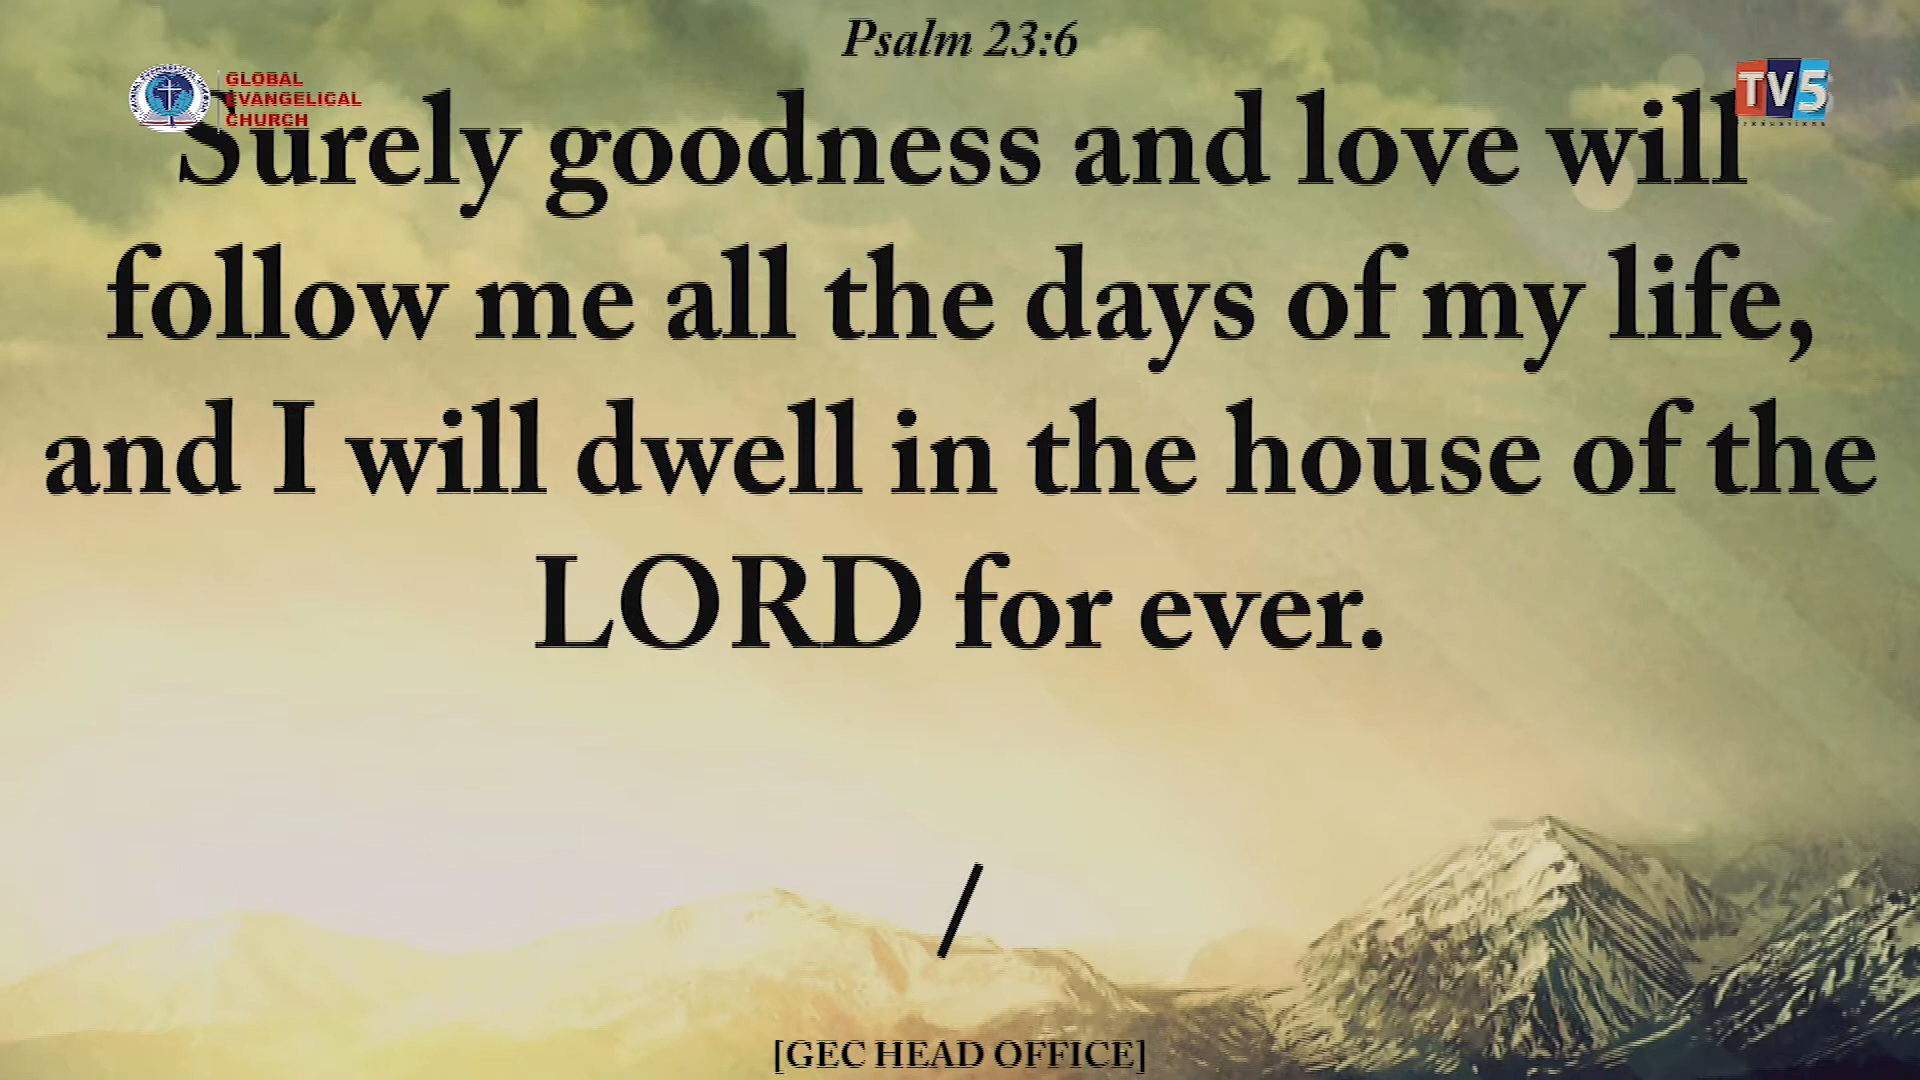 Psalm 23:6
GLOBAL
EVANGELICAL
CHURCH
TV5
Surely goodness and love will
follow me all the days of my life,
and I will dwell in the house of the
LORD for ever.
/
[GEC HEAD OFFICE]